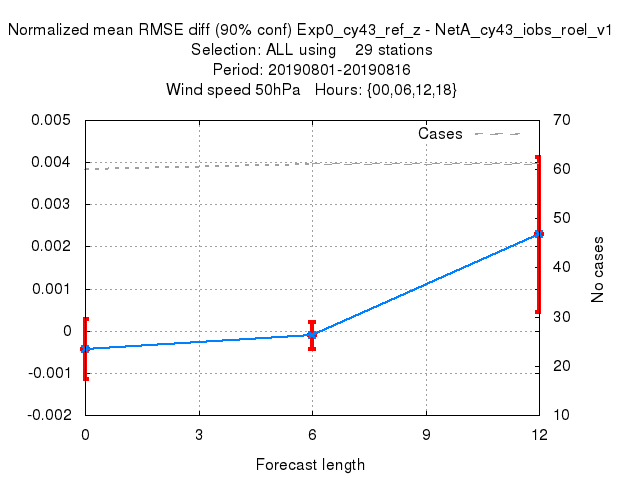 Normalized mean RMSE diff (90% conf) Exp0_cy43_ref_z - NetA_cy43_iobs_roel_v1
Selection: ALL using 29 stations
Period: 20190801-20190816
Wind speed 50hPa Hours: {00,06,12,18}
Cases
0.005
0.004
0.003
0.002
0.001
0
-0.001
-0.002
70
60
50
40
30
20
10
No cases
0 3 6 9 12
Forecast length